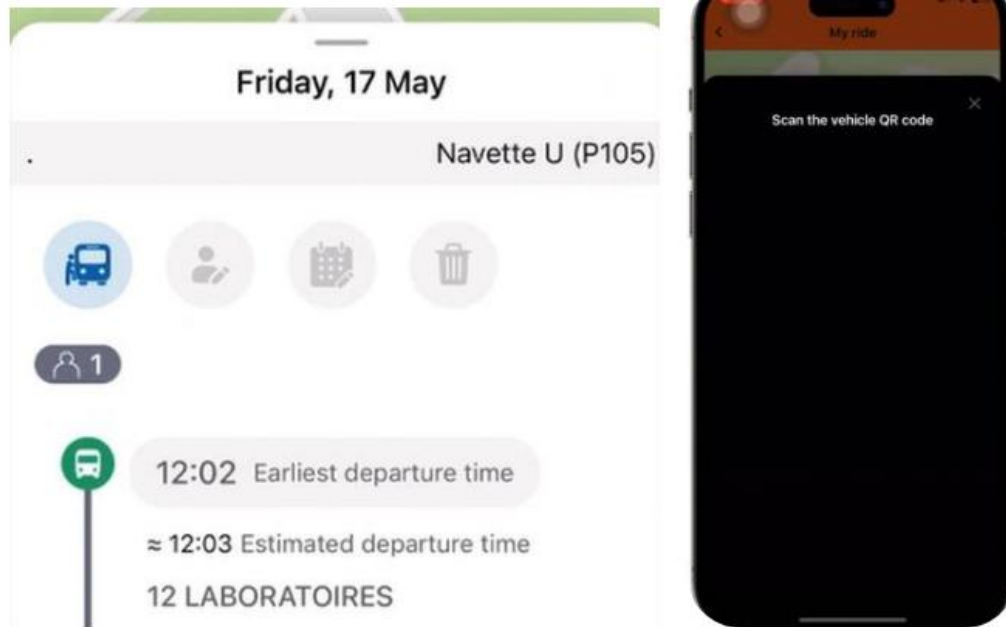 Friday, 17 May
.
Navette U (P105)
1
12:02 Earliest departure time
≈ 12:03 Estimated departure time
12 LABORATOIRES
My ride
Scan the vehicle QR code